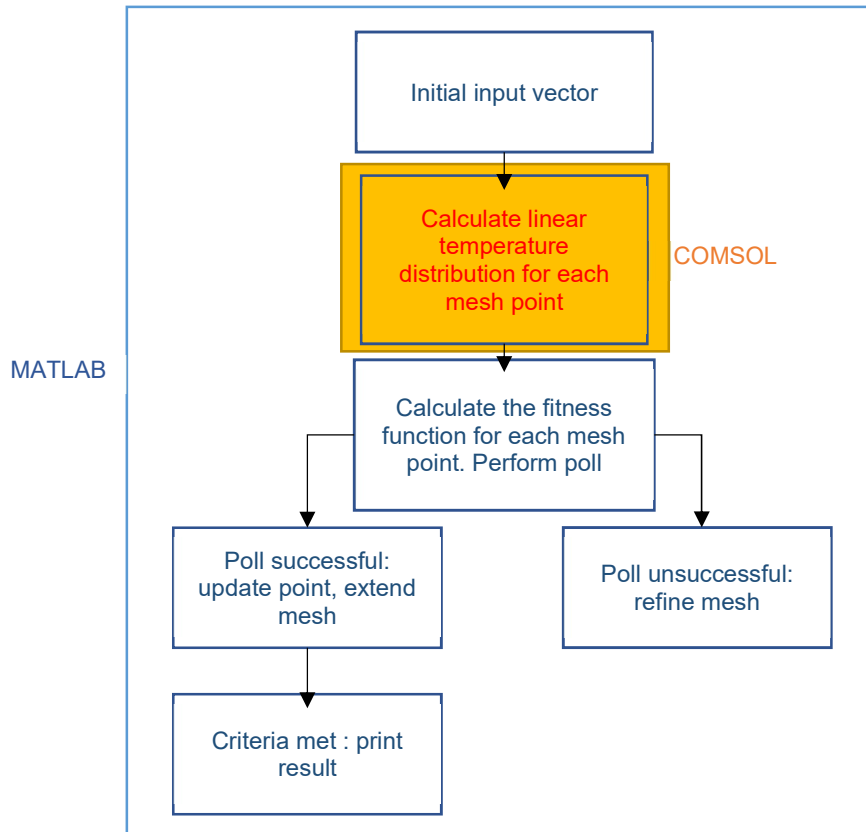 Initial input vector
Calculate linear
temperature
distribution for each
mesh point
COMSOL
MATLAB
Calculate the fitness
function for each mesh
point. Perform poll
Poll successful:
update point, extend
mesh
Poll unsuccessful:
refine mesh
Criteria met : print
result